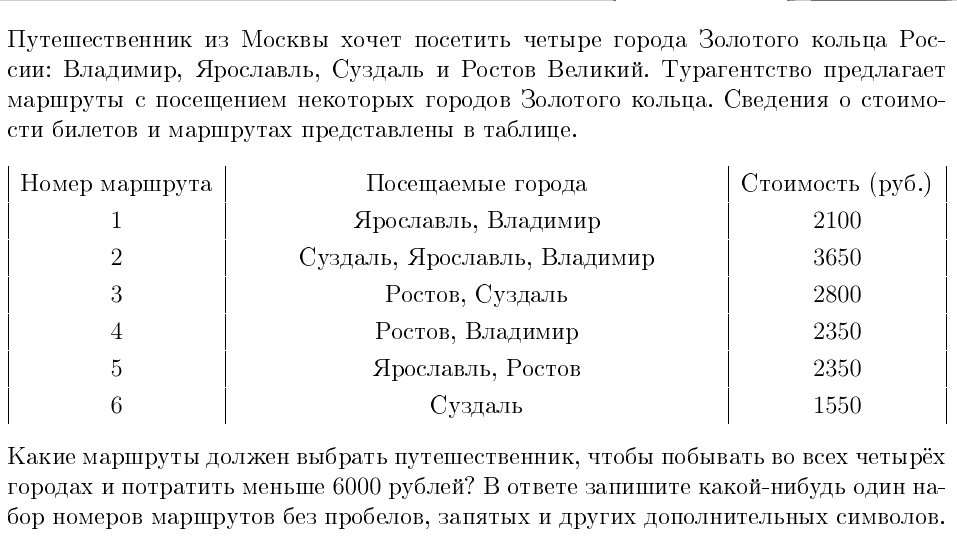 Путешественник из Москвы хочет посетить четыре города Золотого кольца Рос-
сии: Владимир, Ярославль, Суздаль и Ростов Великий. Турагентство предлагает
маршруты с посещением некоторых городов Золотого кольца. Сведения о стоимо-
сти билетов и маршрутах представлены в таблице.
Номер маршрута Посещаемые города Стоимость (руб.)
1 Ярославль, Владимир 2100
2 Суздаль, Ярославль, Владимир 3650
3 Ростов, Суздаль 2800
4 Ростов, Владимир 2350
5 Ярославль, Ростов 2350
6 Суздаль 1550
Какие маршруты должен выбрать путешественник, чтобы побывать во всех четырёх
городах и потратить меньше 6000 рублей? В ответе запишите какой-нибудь один на-
бор номеров маршрутов без пробелов, запятых и других дополнительных символов.